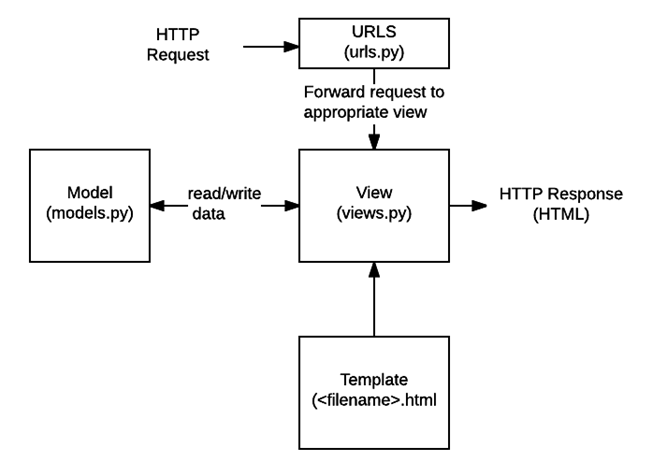 HTTP
Request
URLS
(urls.py)
Forward request to
appropriate view
Model
(models.py)
read/write
data
View
(views.py)
HTTP Response
(HTML)
Template
(<filename>.html